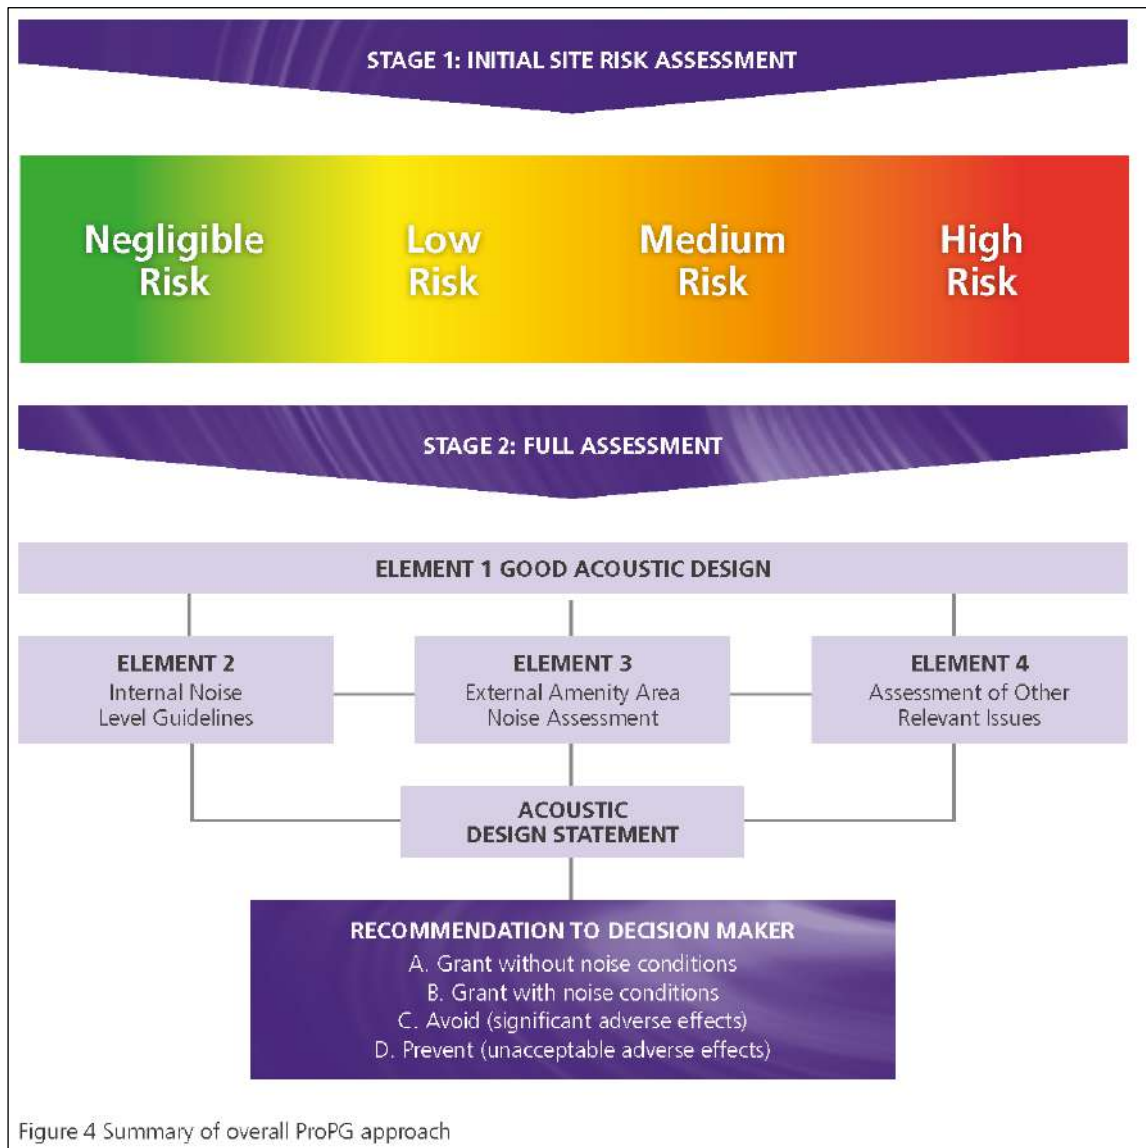 STAGE 1: INITIAL SITE RISK ASSESSMENT
Negligible
Risk
Low
Risk
Medium
Risk
High
Risk
STAGE 2: FULL ASSESSMENT
ELEMENT 1 GOOD ACOUSTIC DESIGN
ELEMENT 2
Internal Noise
Level Guidelines
ELEMENT 3
External Amenity Area
Noise Assessment
ELEMENT 4
Assessment of Other
Relevant Issues
ACOUSTIC
DESIGN STATEMENT
RECOMMENDATION TO DECISION MAKER
A. Grant without noise conditions
B. Grant with noise conditions
C. Avoid (significant adverse effects)
D. Prevent (unacceptable adverse effects)
Figure 4 Summary of overall ProPG approach